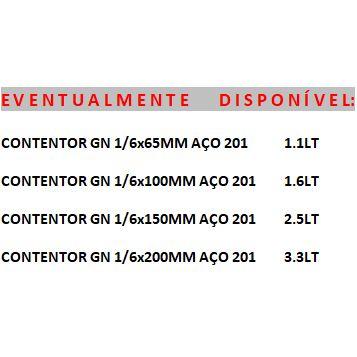 EVENTUALMENTE DISPONÍVEL:
CONTENTOR GN 1/6x65MM AÇO 201 1.1LT
CONTENTOR GN 1/6x100MM AÇO 201 1.6LT
CONTENTOR GN 1/6x150MM AÇO 201 2.5LT
CONTENTOR GN 1/6x200MM AÇO 201 3.3LT